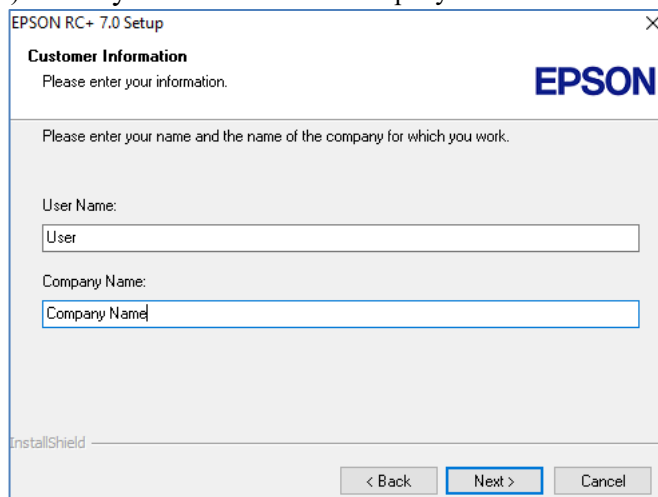 EPSON RC+ 7.0 Setup
Customer Information
Please enter your information.
EPSON
Please enter your name and the name of the company for which you work.
User Name:
User
Company Name:
Company Name
InstallShield
< Back
Next >
Cancel